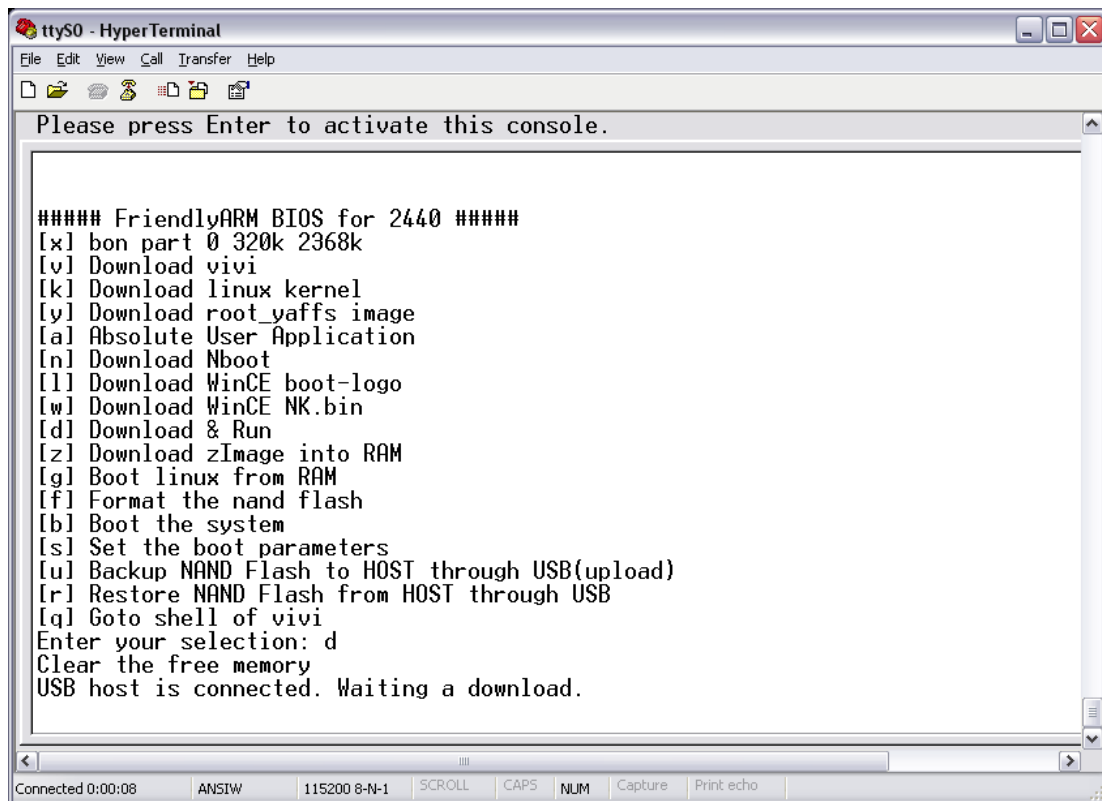 ttyS0 - HyperTerminal
File Edit View Call Transfer Help
Please press Enter to activate this console.
##### FriendlyARM BIOS for 2440 #####
[x] bon part 0 320k 2368k
[v] Download vivi
[k] Download linux kernel
[y] Download root_yaffs image
[a] Absolute User Application
[n] Download Nboot
[l] Download WinCE boot-logo
[w] Download WinCE NK.bin
[d] Download & Run
[z] Download zImage into RAM
[g] Boot linux from RAM
[f] Format the nand flash
[b] Boot the system
[s] Set the boot parameters
[u] Backup NAND Flash to HOST through USB(upload)
[r] Restore NAND Flash from HOST through USB
[q] Goto shell of vivi
Enter your selection: d
Clear the free memory
USB host is connected. Waiting a download.
Connected 0:00:08 ANSIW 115200 8-N-1 SCROLL CAPS NUM Capture Print echo